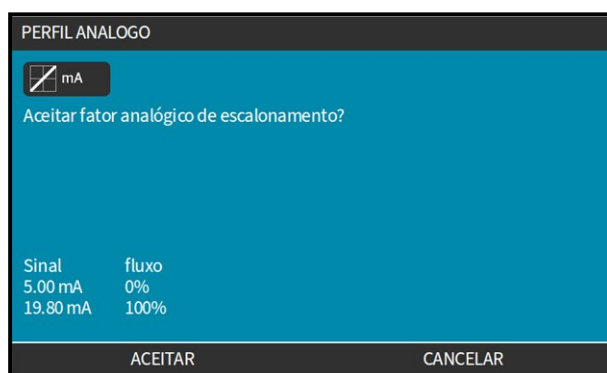 PERFIL ANALOGO
mA
Aceitar fator analógico de escalonamento?
Sinal fluxo
5.00 mA 0%
19.80 mA 100%
ACEITAR CANCELAR